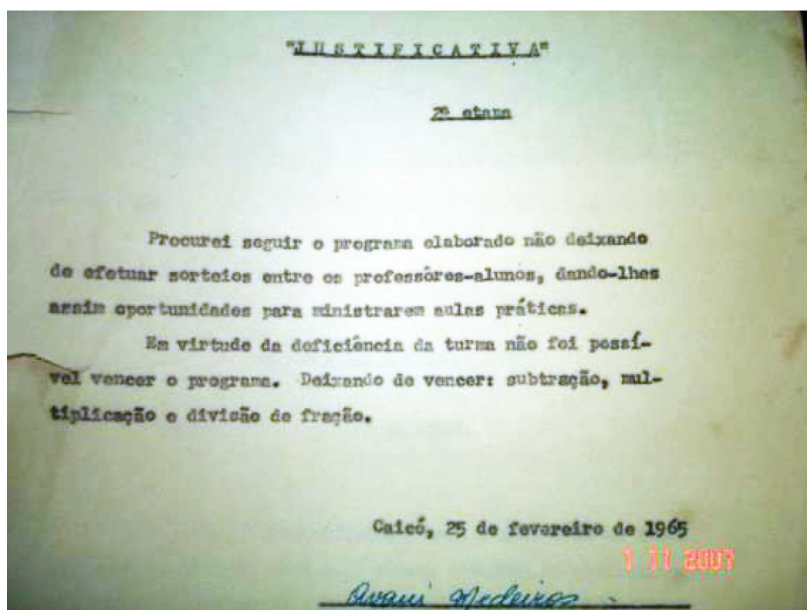 "JUSTIFICATIVA"
2ª etapa
Procurei seguir o programa elaborado não deixando
de efetuar sorteios entre os professôres-alunos, dando-lhes
assim oportunidades para ministrarem aulas práticas.
Em virtude da deficiência da turma não foi possí-
vel vencer o programa. Deixando de vencer: subtração, mul-
tiplicação e divisão de fração.
Caicó, 25 de fevereiro de 1965
1 11 2007
Avani Medeiros